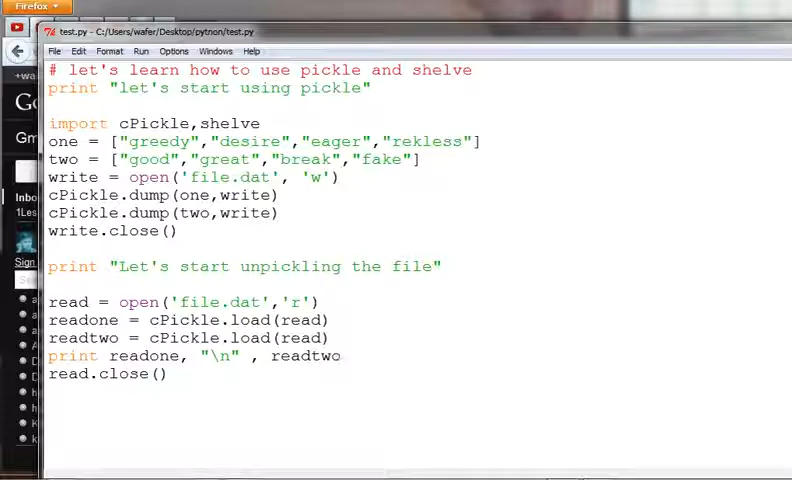 Firefox
test.py - C:/Users/wafer/Desktop/pytnon/test.py
File Edit Format Run Options Windows Help
# let's learn how to use pickle and shelve
print "let's start using pickle"
import cPickle,shelve
one = ["greedy","desire","eager","rekless"]
two = ["good","great","break","fake"]
write = open('file.dat', 'w')
cPickle.dump(one,write)
cPickle.dump(two,write)
write.close()
print "Let's start unpickling the file"
read = open('file.dat','r')
readone = cPickle.load(read)
readtwo = cPickle.load(read)
print readone, "\n" , readtwo
read.close()
Inbo
1Les
Sign